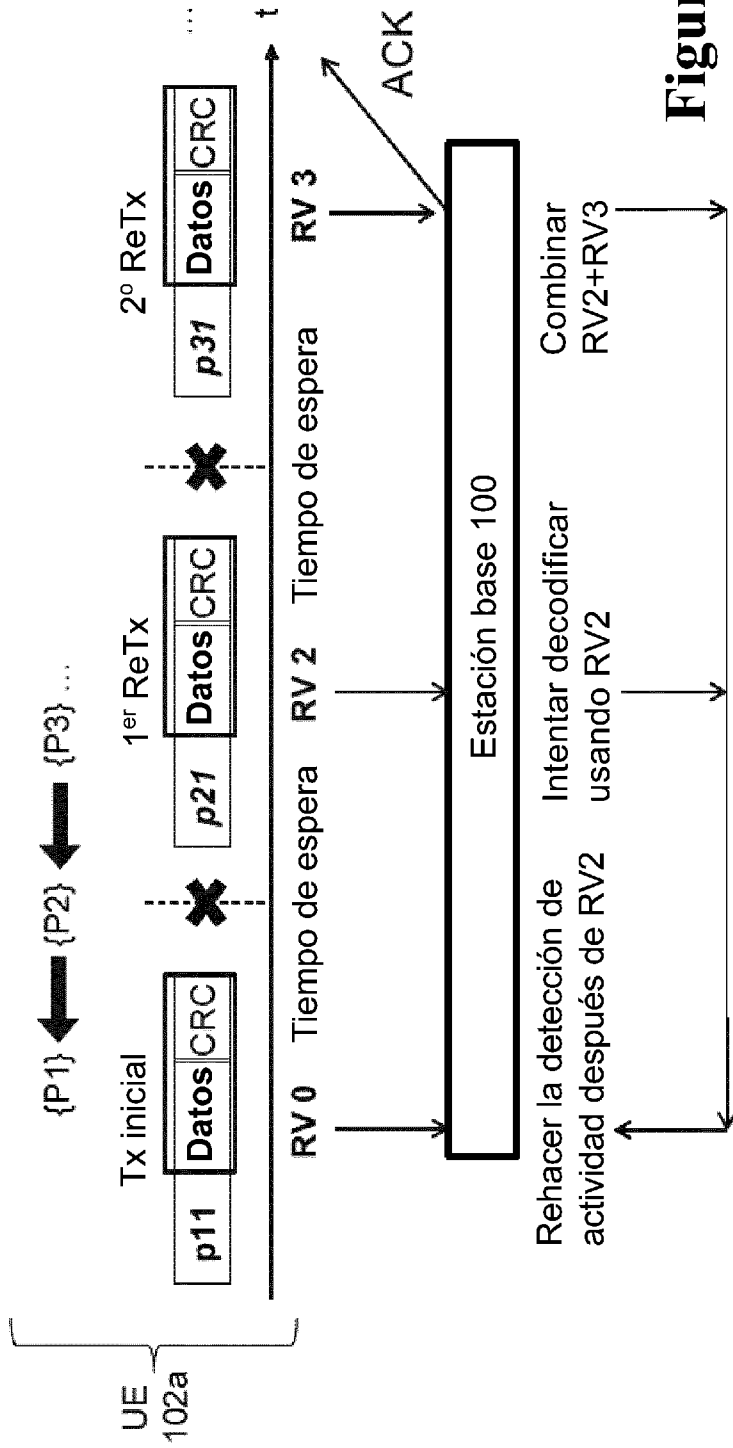 UE
102a
{P1} {P2} {P3} ...
Tx inicial
1er ReTx
2º ReTx
p11 Datos CRC
p21 Datos CRC
p31 Datos CRC
...
t
RV 0
Tiempo de espera
RV 2
Tiempo de espera
RV 3
ACK
Estación base 100
Rehacer la detección de
actividad después de RV2
Intentar decodificar
usando RV2
Combinar
RV2+RV3
Figur